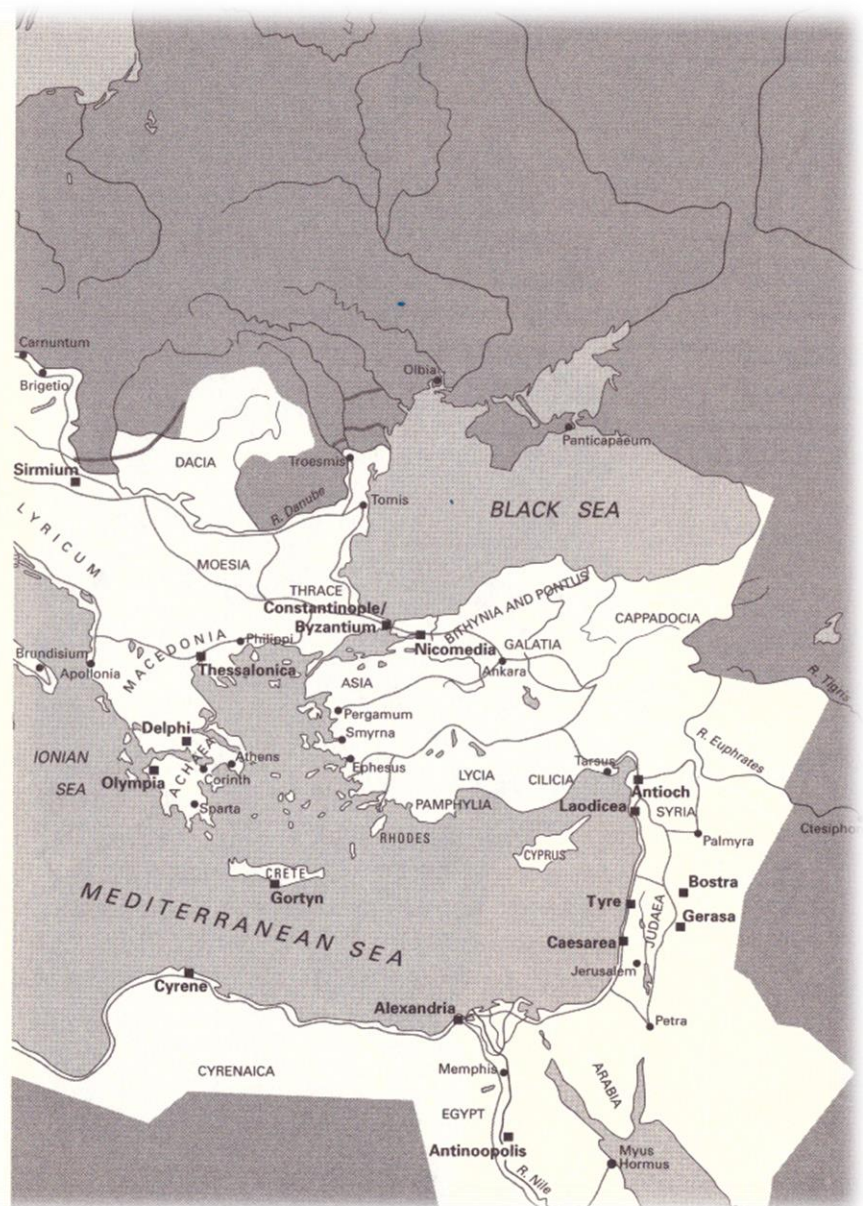 Carnuntum
Brigetio
Olbia
Panticapaeum
Sirmium
DACIA
Troesmis
R. Danube
Tomis
BLACK SEA
LYRICUM
MOESIA
THRACE
Constantinople/
Byzantium
BITHYNIA AND PONTUS
CAPPADOCIA
Nicomedia
GALATIA
Ankara
MACEDONIA
Philippi
Brundisium
Apollonia
Thessalonica
ASIA
R. Tigris
Pergamum
Delphi
Smyrna
R. Euphrates
IONIAN
SEA
ACHAEA
Athens
Ephesus
Tarsus
Olympia
Corinth
LYCIA
CILICIA
Antioch
Sparta
PAMPHYLIA
Laodicea
SYRIA
RHODES
Palmyra
Ctesiphon
CYPRUS
CRETE
Gortyn
Bostra
MEDITERRANEAN SEA
Tyre
JUDAEA
Gerasa
Caesarea
Jerusalem
Cyrene
Alexandria
Petra
CYRENAICA
Memphis
ARABIA
EGYPT
Antinoopolis
Myus
Hormus
R. Nile